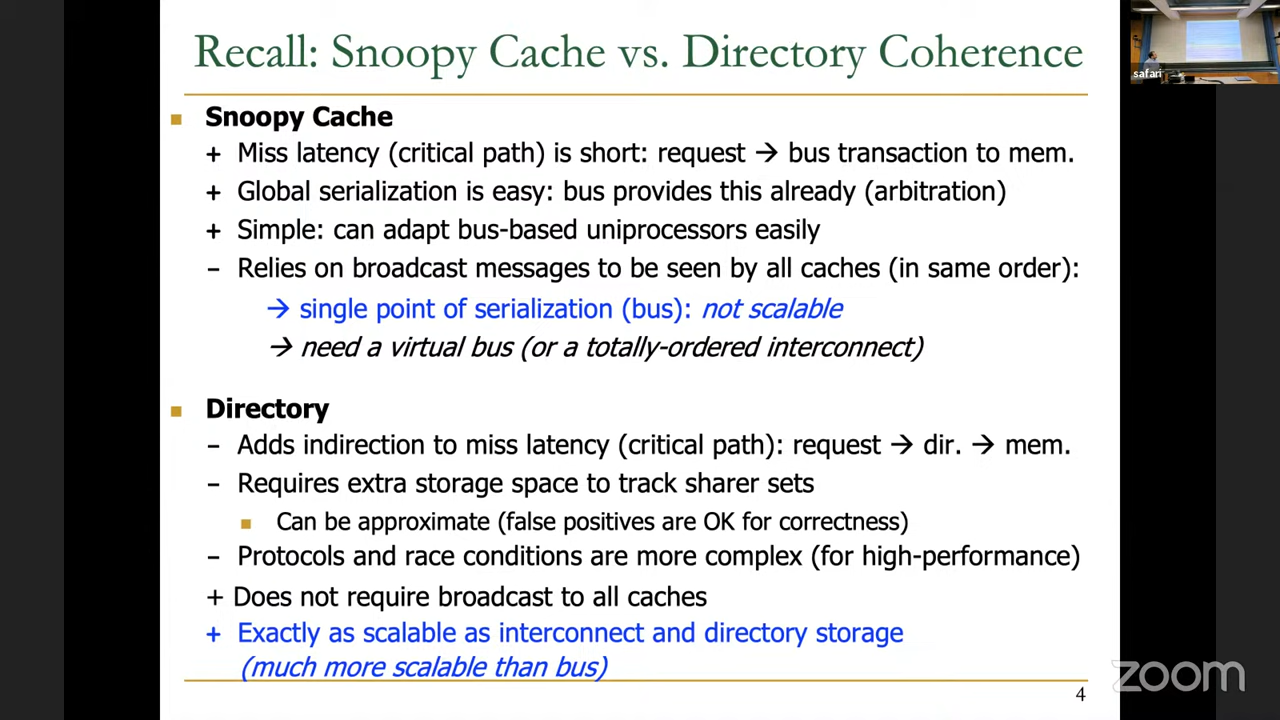 Recall: Snoopy Cache vs. Directory Coherence
safari
Snoopy Cache
+ Miss latency (critical path) is short: request → bus transaction to mem.
+ Global serialization is easy: bus provides this already (arbitration)
+ Simple: can adapt bus-based uniprocessors easily
– Relies on broadcast messages to be seen by all caches (in same order):
→ single point of serialization (bus): not scalable
→ need a virtual bus (or a totally-ordered interconnect)
Directory
– Adds indirection to miss latency (critical path): request → dir. → mem.
– Requires extra storage space to track sharer sets
Can be approximate (false positives are OK for correctness)
– Protocols and race conditions are more complex (for high-performance)
+ Does not require broadcast to all caches
+ Exactly as scalable as interconnect and directory storage
(much more scalable than bus)
4
zoom